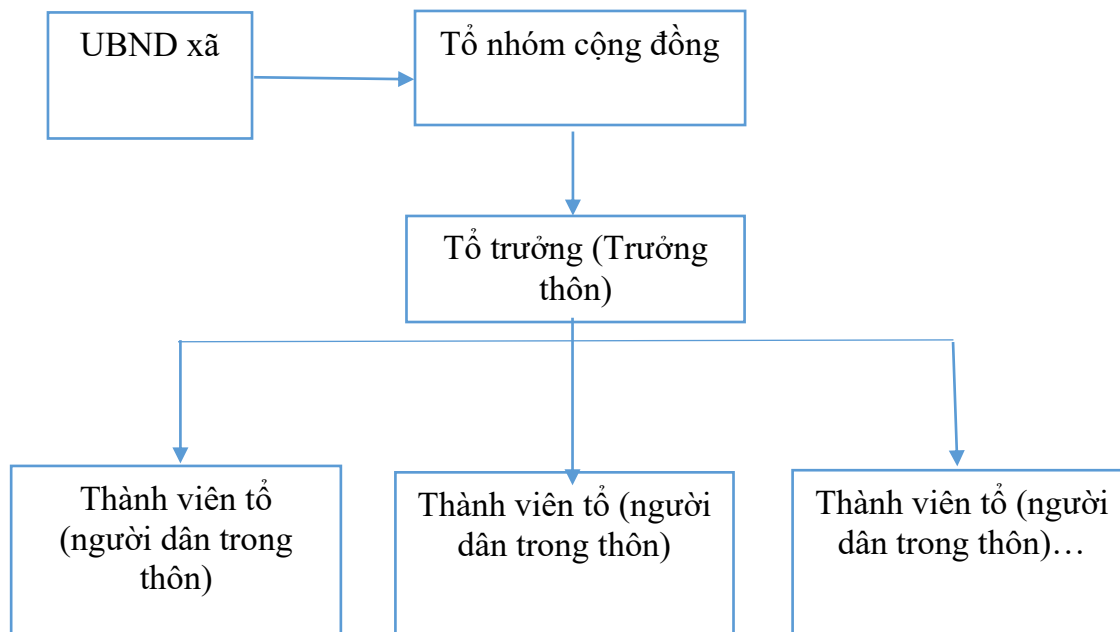 UBND xã
Tổ nhóm cộng đồng
Tổ trưởng (Trưởng
thôn)
Thành viên tổ
(người dân trong
thôn)
Thành viên tổ (người
dân trong thôn)
Thành viên tổ (người
dân trong thôn)…